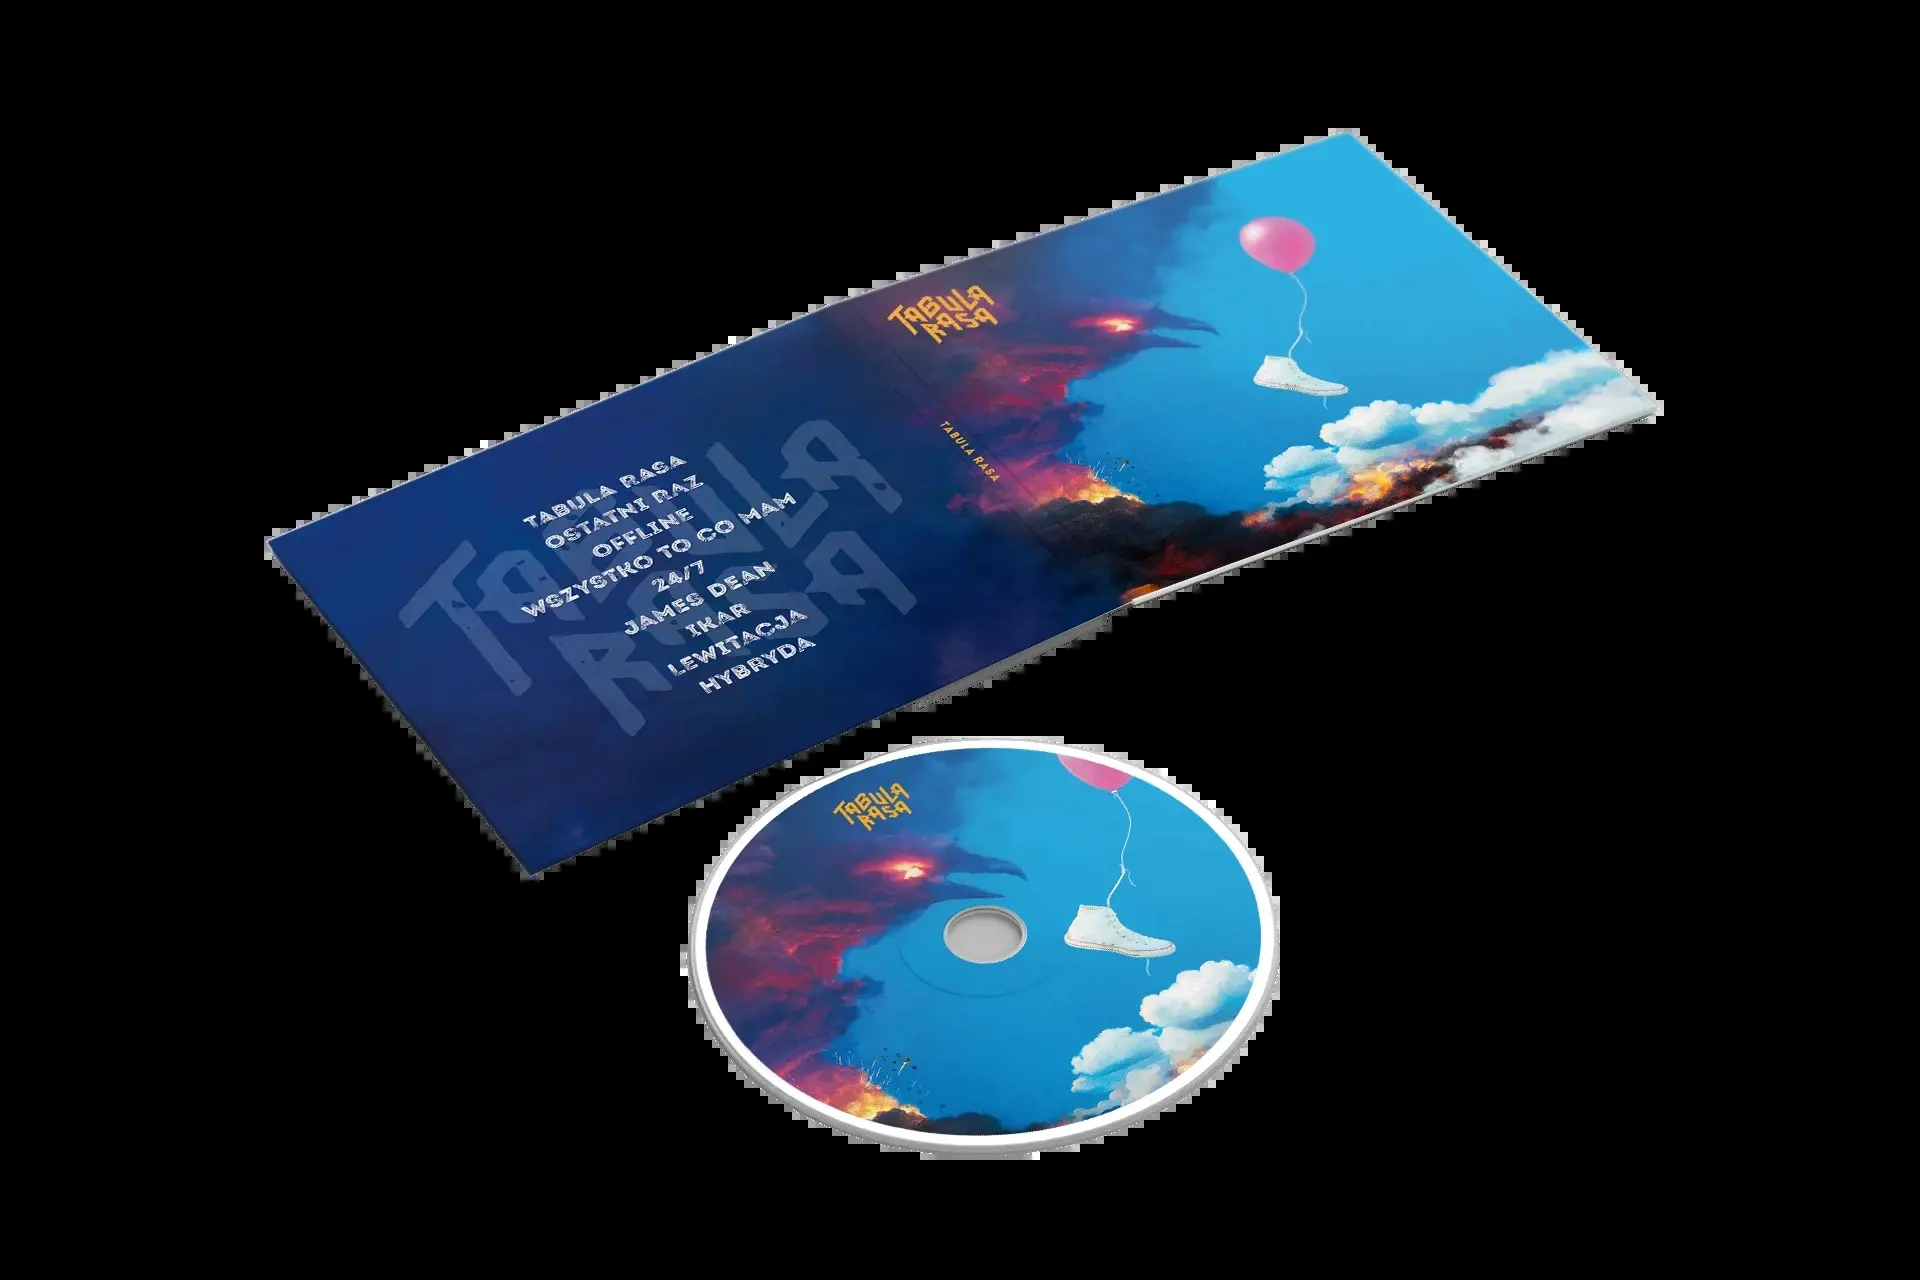 TABULA
RASA
TABULA RASA
TABULA RASA
OSTATNI RAZ
OFFLINE
WSZYSTKO TO CO MAM
24/7
JAMES DEAN
IKAR
LEWITACJA
HYBRYDA
TABULA
RASA
TABULA
RASA